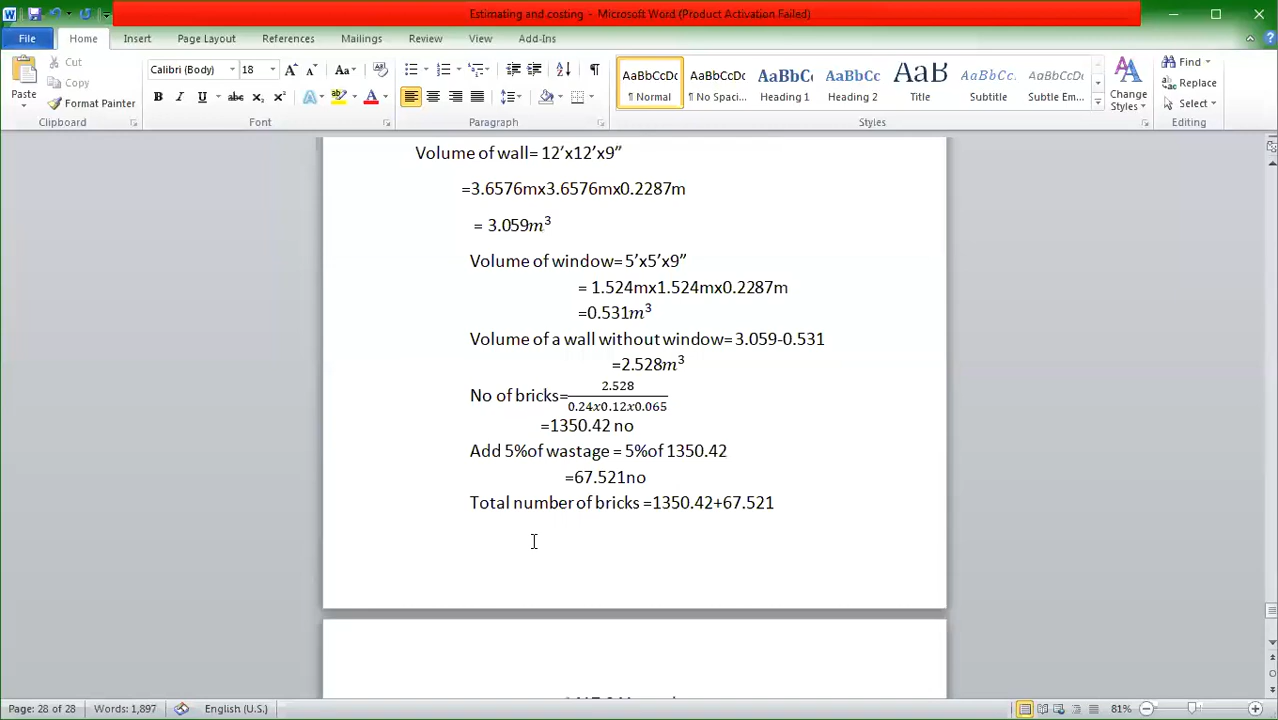 Estimating and costing - Microsoft Word (Product Activation Failed)
File Home Insert Page Layout References Mailings Review View Add-Ins
Cut
Copy
Format Painter
Paste
Clipboard
Calibri (Body) 18
Font
Paragraph
AaBbCcDc AaBbCcDc AaBbCc AaBbCc AaB AaBbCcDc AaBbCcDc
¶ Normal ¶ No Spaci... Heading 1 Heading 2 Title Subtitle Subtle Em...
Styles
Change Styles
Find
Replace
Select
Editing
Volume of wall= 12’x12’x9”
=3.6576mx3.6576mx0.2287m
= 3.059m³
Volume of window= 5’x5’x9”
= 1.524mx1.524mx0.2287m
=0.531m³
Volume of a wall without window= 3.059-0.531
=2.528m³
No of bricks= 2.528
0.24x0.12x0.065
=1350.42 no
Add 5%of wastage = 5%of 1350.42
=67.521no
Total number of bricks =1350.42+67.521
Page: 28 of 28 Words: 1,897 English (U.S.) 81%